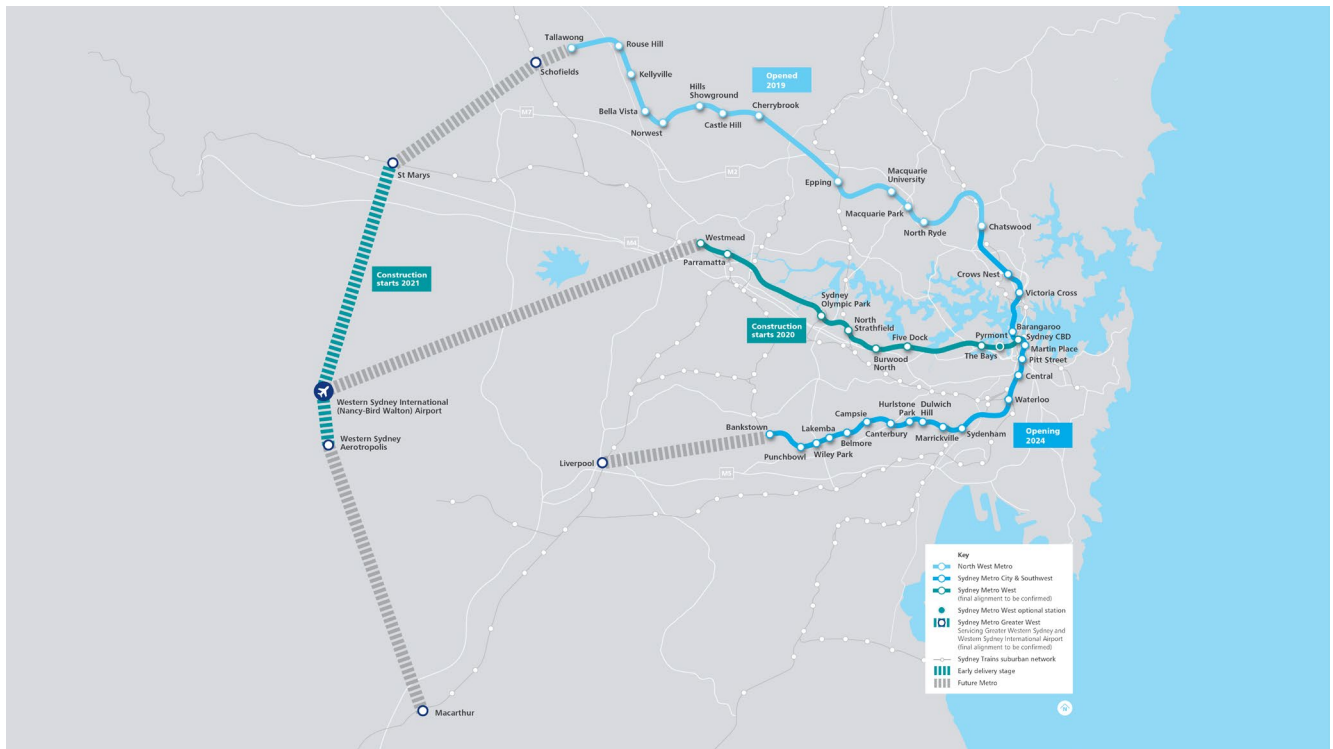 Tallawong
Rouse Hill
Schofields
Kellyville
Opened
2019
Hills
Showground
Cherrybrook
Bella Vista
M7
Castle Hill
Norwest
St Marys
M2
Macquarie
University
Epping
Macquarie Park
North Ryde
Chatswood
Westmead
M4
Parramatta
Construction
starts 2021
Crows Nest
Victoria Cross
Sydney
Olympic Park
North
Strathfield
Construction
starts 2020
Five Dock
Pyrmont
Barangaroo
Sydney CBD
Martin Place
The Bays
Pitt Street
Burwood
North
Central
Western Sydney International
(Nancy-Bird Walton) Airport
Waterloo
Hurlstone
Park
Dulwich
Hill
Campsie
Lakemba
Bankstown
Canterbury
Marrickville
Sydenham
Belmore
Wiley Park
Punchbowl
Opening
2024
Western Sydney
Aerotropolis
Liverpool
M5
Macarthur
Key
North West Metro
Sydney Metro City & Southwest
Sydney Metro West
(final alignment to be confirmed)
Sydney Metro West optional station
Sydney Metro Greater West
Servicing Greater Western Sydney and
Western Sydney International Airport
(final alignment to be confirmed)
Sydney Trains suburban network
Early delivery stage
Future Metro